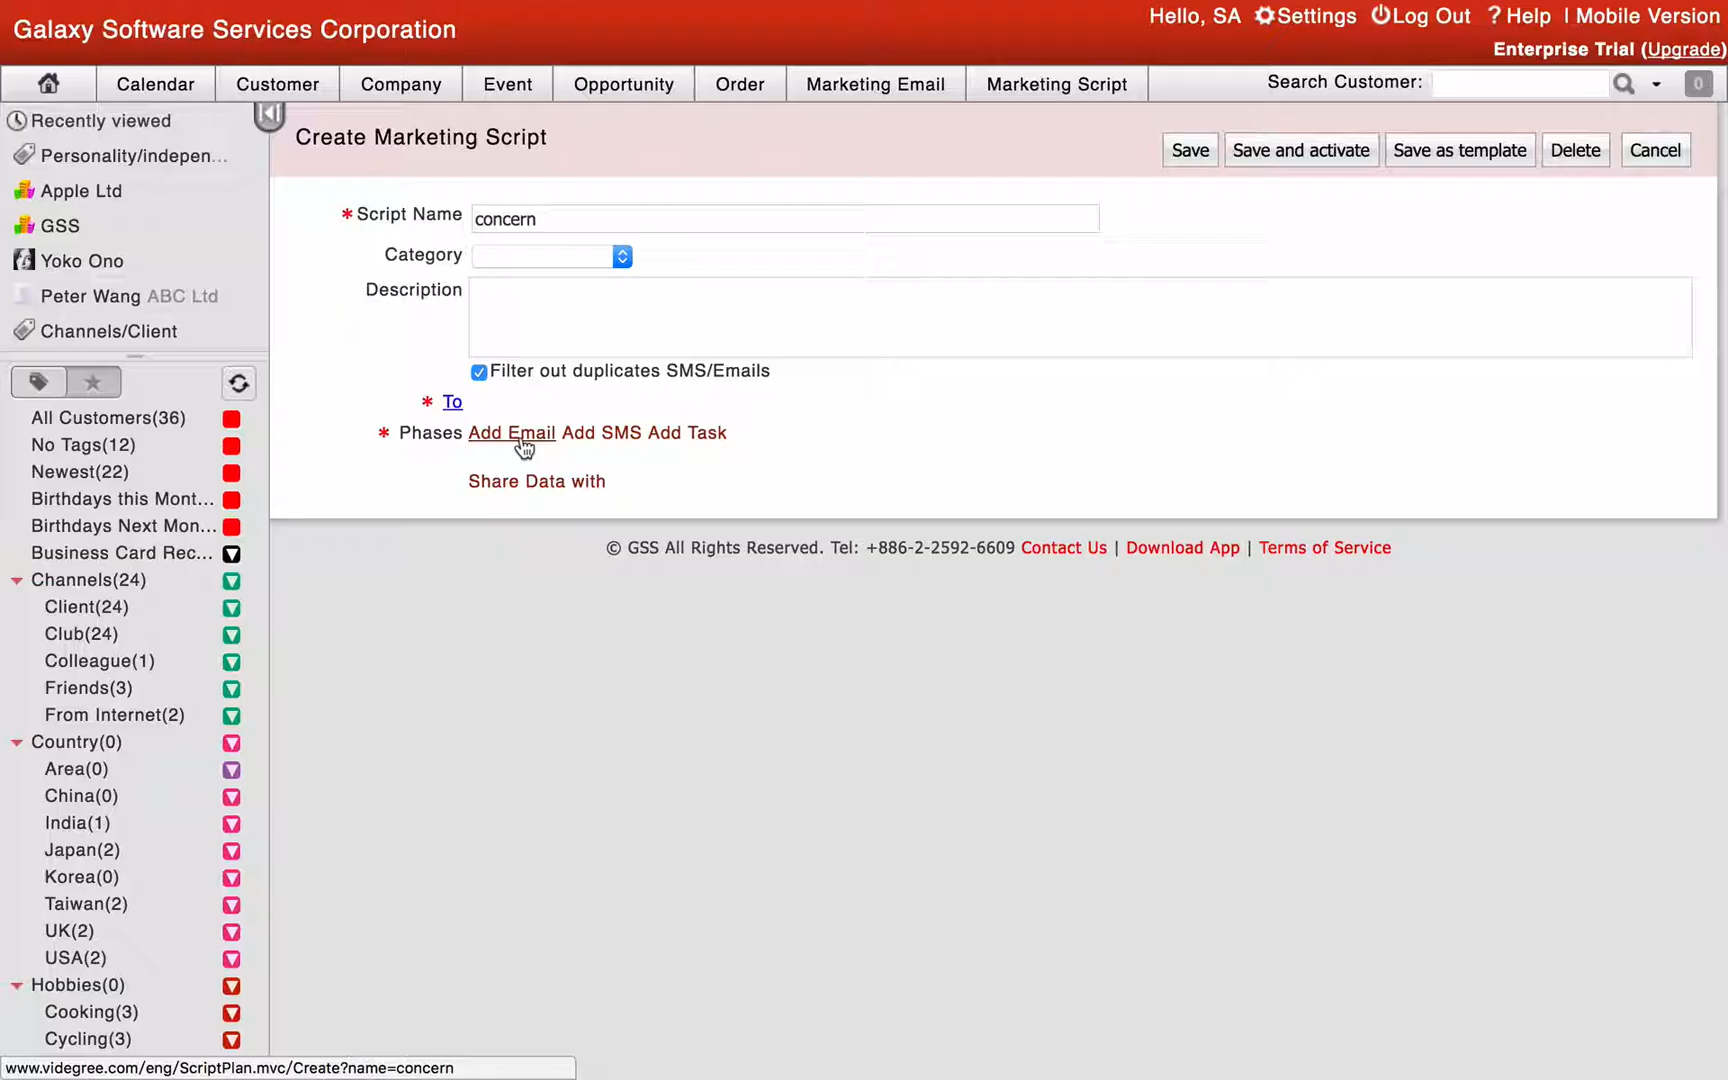 Galaxy Software Services Corporation
Hello, SA Settings Log Out ? Help | Mobile Version
Enterprise Trial (Upgrade)
Calendar Customer Company Event Opportunity Order Marketing Email Marketing Script Search Customer: 0
Recently viewed
Personality/indepen...
Apple Ltd
GSS
Yoko Ono
Peter Wang ABC Ltd
Channels/Client
All Customers(36)
No Tags(12)
Newest(22)
Birthdays this Mont...
Birthdays Next Mon...
Business Card Rec...
Channels(24)
Client(24)
Club(24)
Colleague(1)
Friends(3)
From Internet(2)
Country(0)
Area(0)
China(0)
India(1)
Japan(2)
Korea(0)
Taiwan(2)
UK(2)
USA(2)
Hobbies(0)
Cooking(3)
Cycling(3)
Create Marketing Script
Save Save and activate Save as template Delete Cancel
* Script Name concern
Category
Description
Filter out duplicates SMS/Emails
* To
* Phases Add Email Add SMS Add Task
Share Data with
© GSS All Rights Reserved. Tel: +886-2-2592-6609 Contact Us | Download App | Terms of Service
www.videgree.com/eng/ScriptPlan.mvc/Create?name=concern